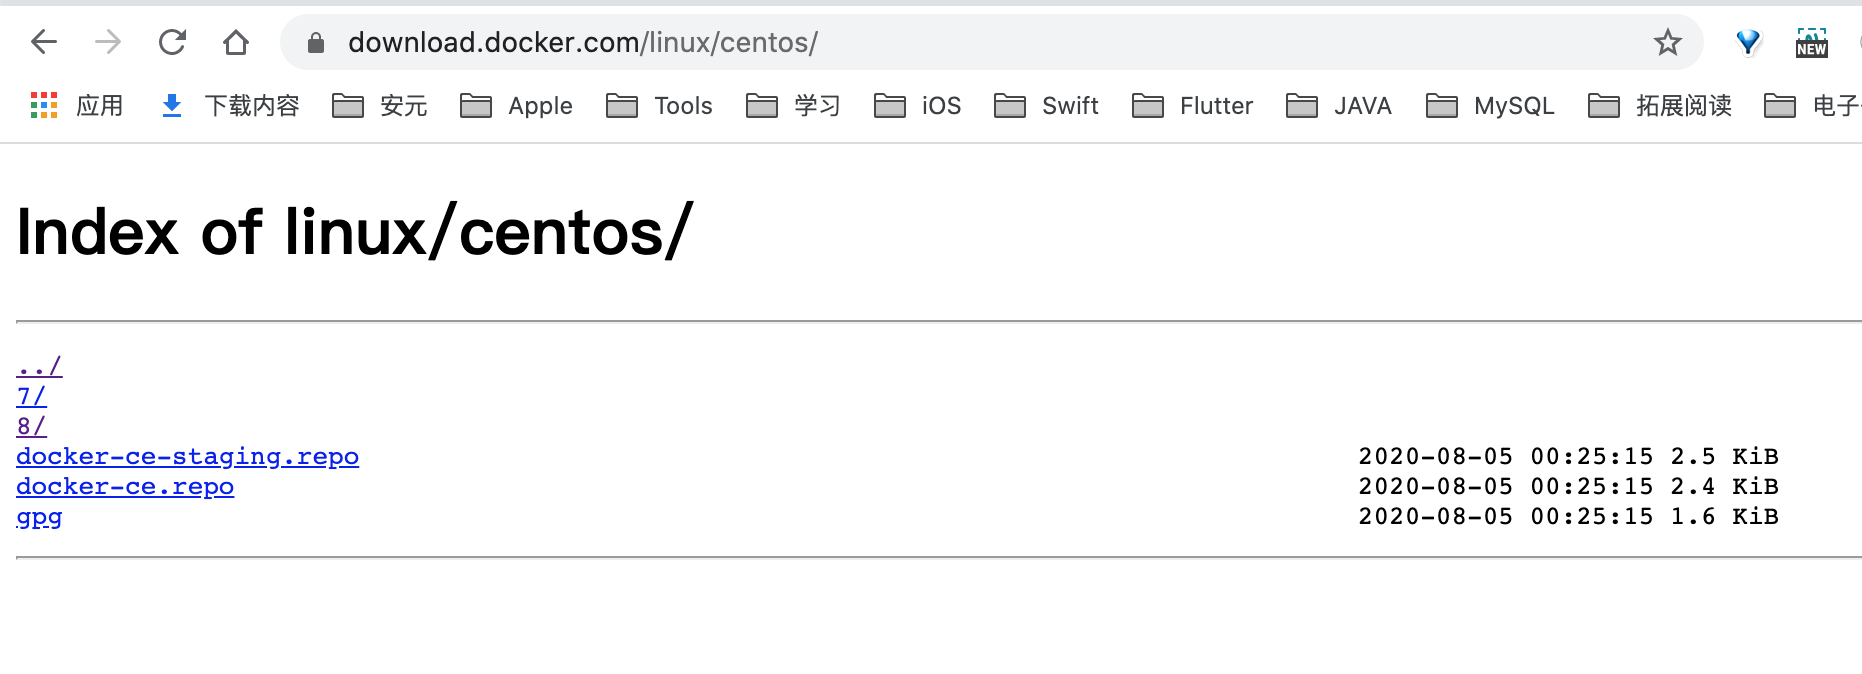 download.docker.com/linux/centos/
NEW
应用 下载内容 安元 Apple Tools 学习 iOS Swift Flutter JAVA MySQL 拓展阅读 电子
Index of linux/centos/
../
7/
8/
docker-ce-staging.repo 2020-08-05 00:25:15 2.5 KiB
docker-ce.repo 2020-08-05 00:25:15 2.4 KiB
gpg 2020-08-05 00:25:15 1.6 KiB